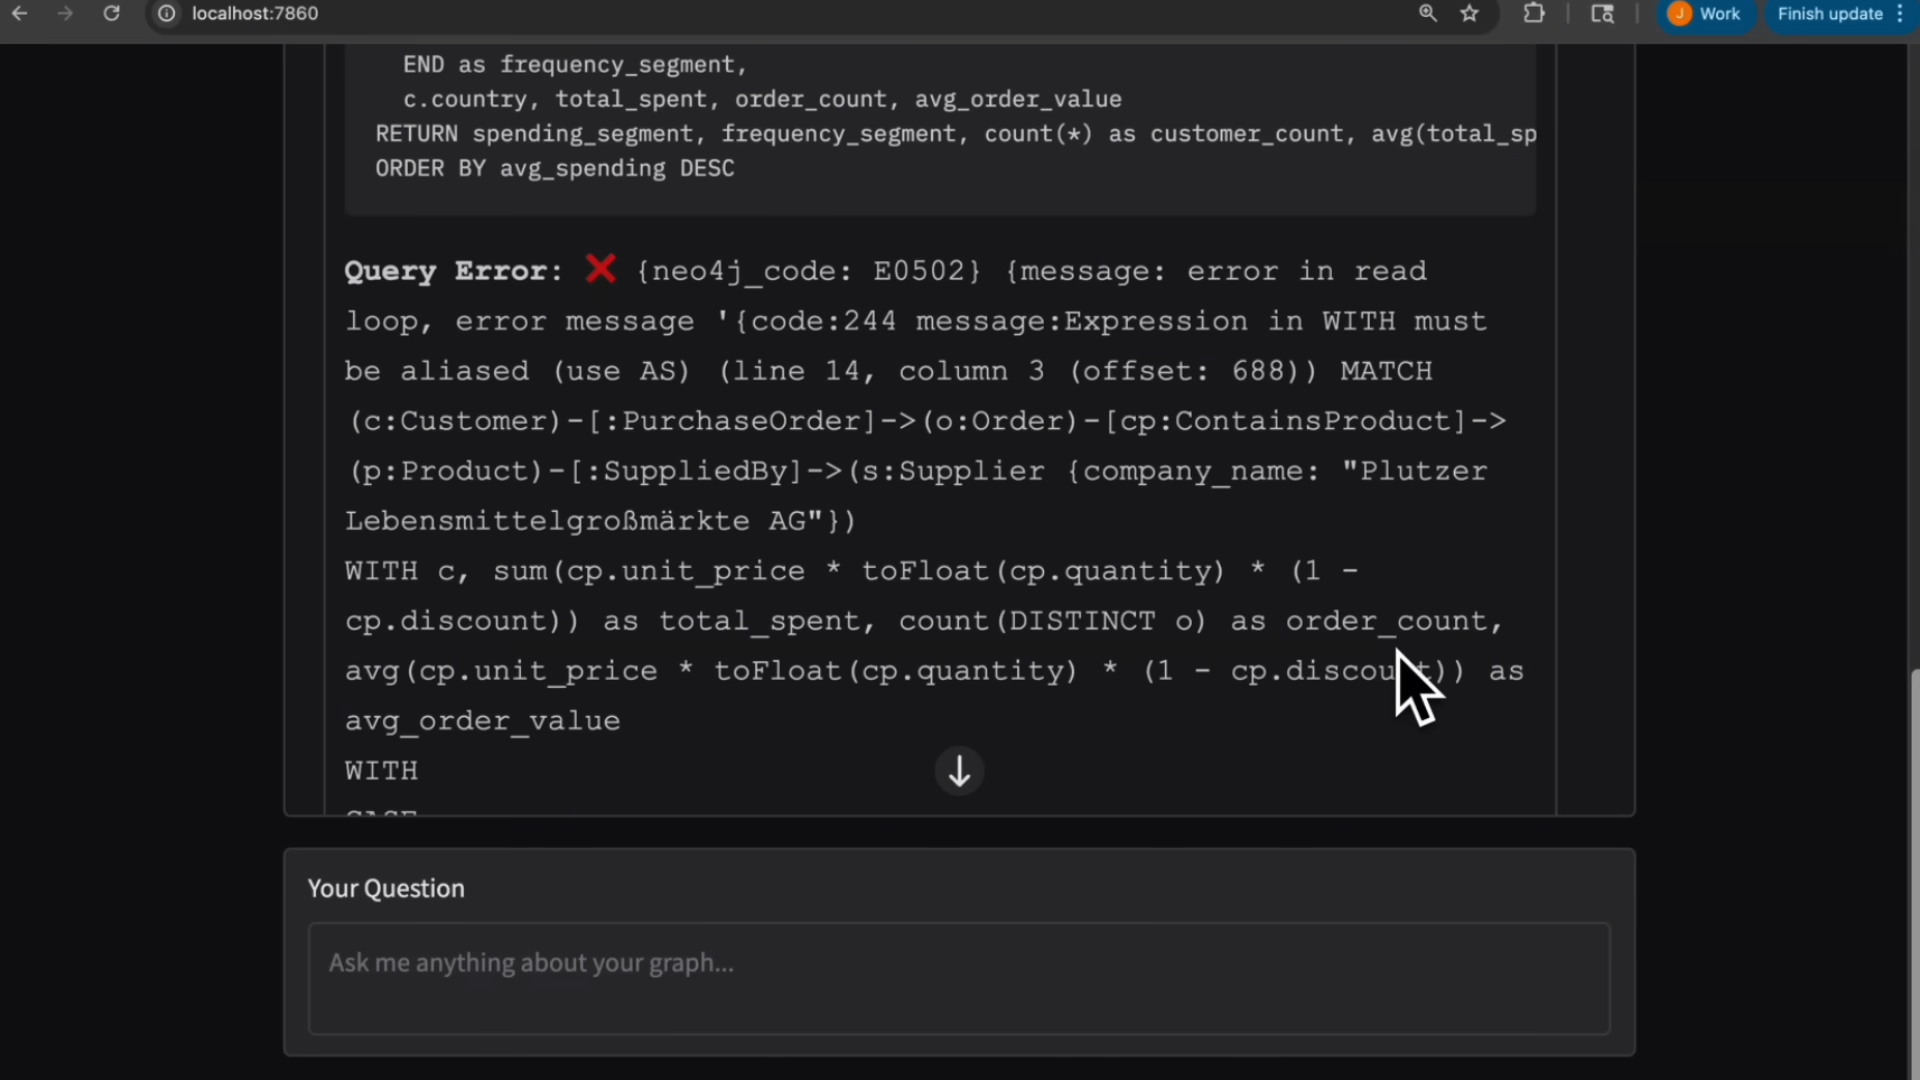 localhost:7860
Work
Finish update
END as frequency_segment,
c.country, total_spent, order_count, avg_order_value
RETURN spending_segment, frequency_segment, count(*) as customer_count, avg(total_sp
ORDER BY avg_spending DESC
Query Error: ❌ {neo4j_code: E0502} {message: error in read
loop, error message '{code:244 message:Expression in WITH must
be aliased (use AS) (line 14, column 3 (offset: 688)) MATCH
(c:Customer)-[:PurchaseOrder]->(o:Order)-[cp:ContainsProduct]->
(p:Product)-[:SuppliedBy]->(s:Supplier {company_name: "Plutzer
Lebensmittelgroßmärkte AG"})
WITH c, sum(cp.unit_price * toFloat(cp.quantity) * (1 -
cp.discount)) as total_spent, count(DISTINCT o) as order_count,
avg(cp.unit_price * toFloat(cp.quantity) * (1 - cp.discount)) as
avg_order_value
WITH
CASE
Your Question
Ask me anything about your graph...